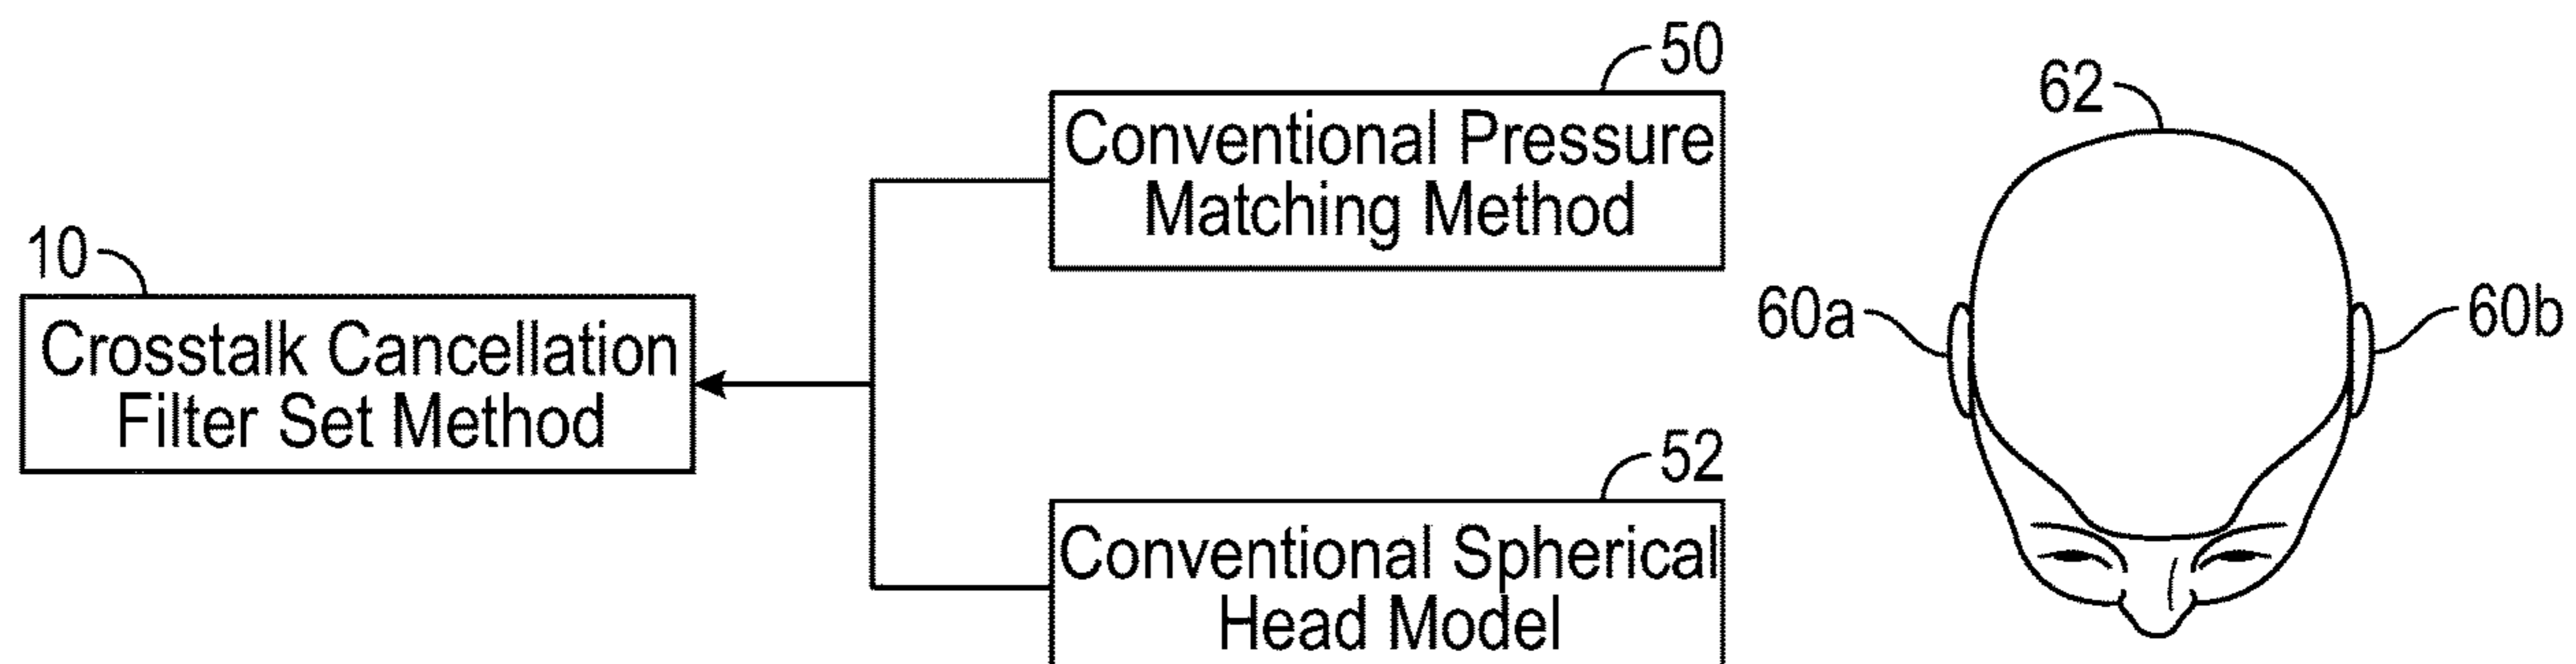 50
Conventional Pressure
Matching Method
62
10
Crosstalk Cancellation
Filter Set Method
60a
60b
52
Conventional Spherical
Head Model